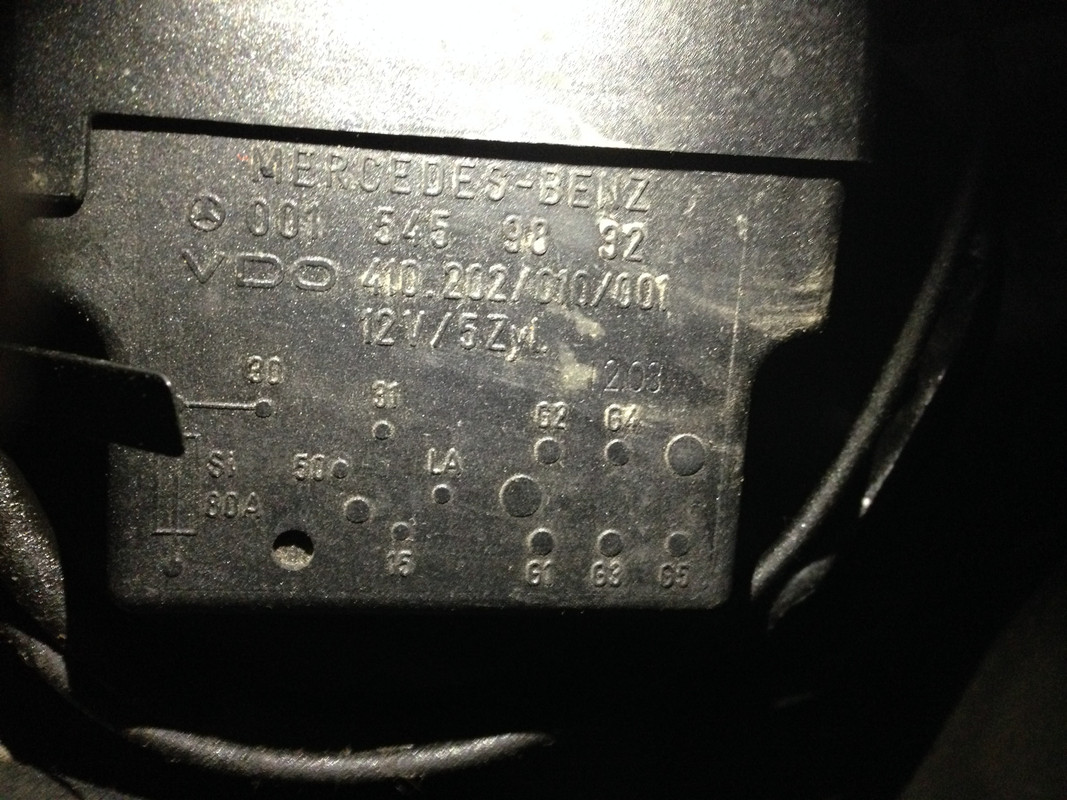 MERCEDES-BENZ
001 545 98 32
VDO 410.202/010/001
12V/5Zyl.
1203
30
31
G2 G4
Si 50 LA
80A
15 G1 G3 G5